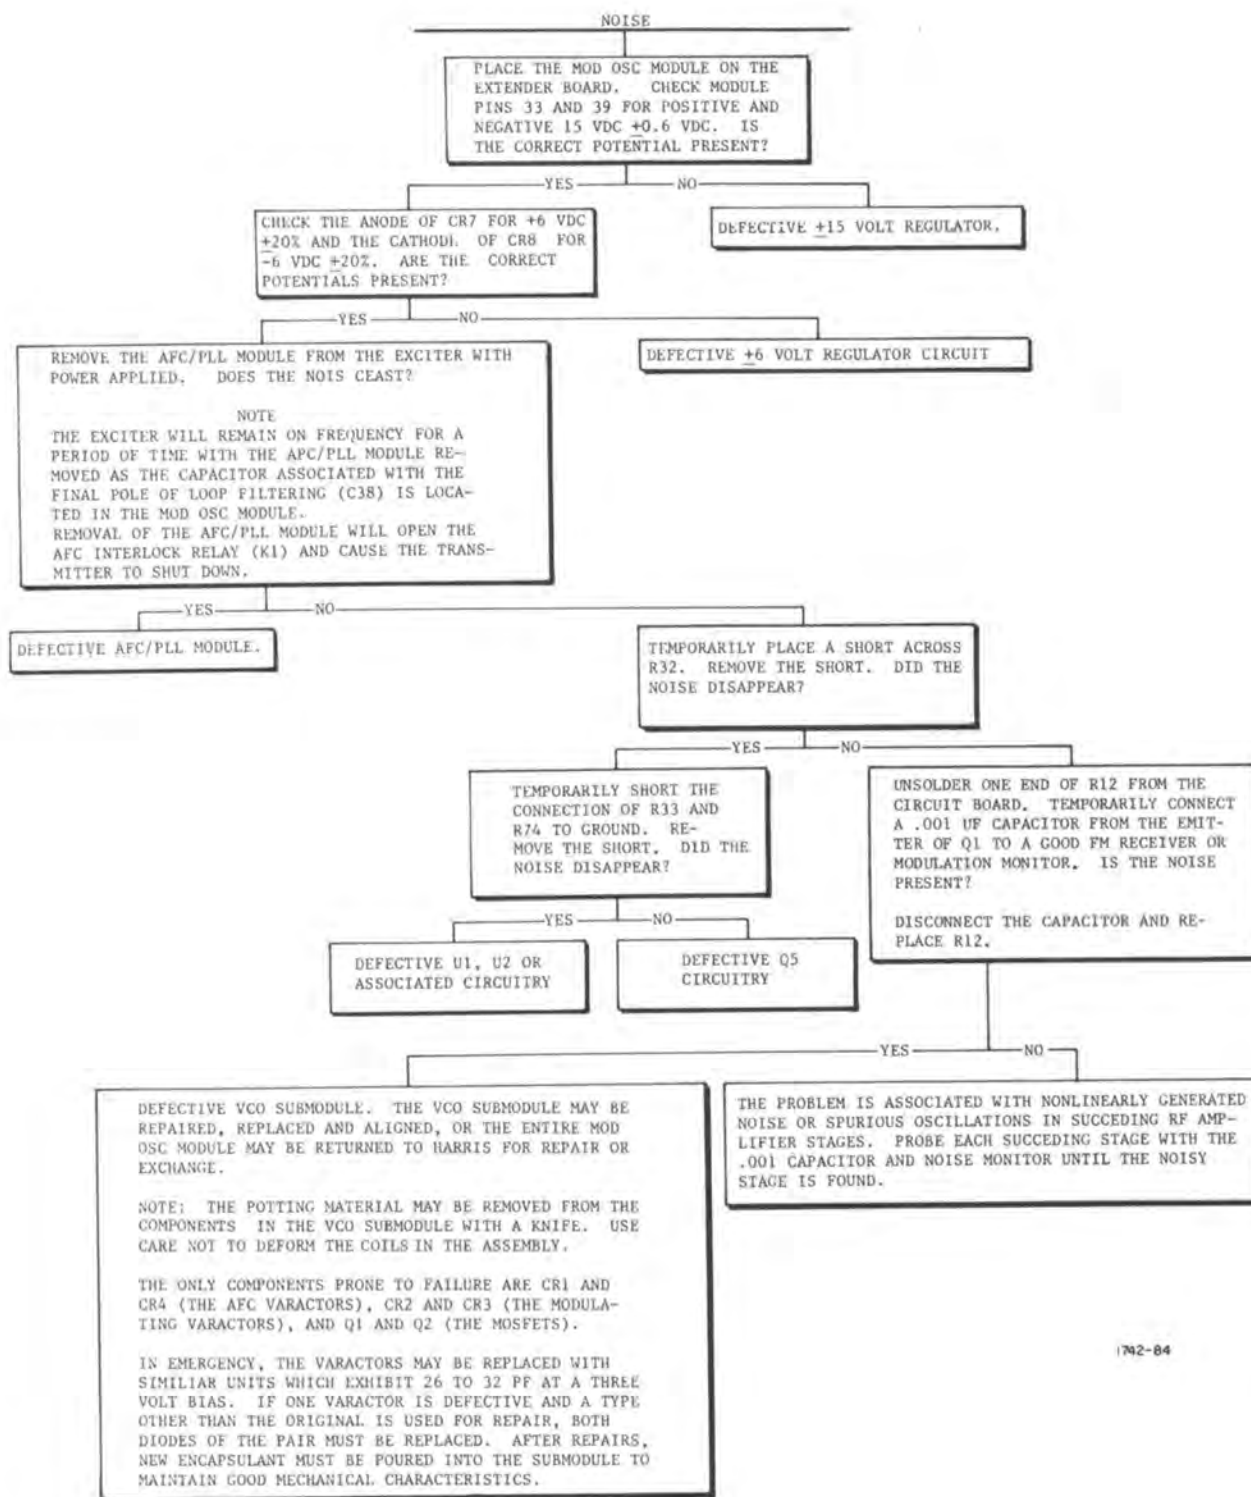 NOISE
PLACE THE MOD OSC MODULE ON THE
EXTENDER BOARD. CHECK MODULE
PINS 33 AND 39 FOR POSITIVE AND
NEGATIVE 15 VDC ±0.6 VDC. IS
THE CORRECT POTENTIAL PRESENT?
YES
NO
CHECK THE ANODE OF CR7 FOR +6 VDC
±20% AND THE CATHODE OF CR8 FOR
-6 VDC ±20%. ARE THE CORRECT
POTENTIALS PRESENT?
DEFECTIVE ±15 VOLT REGULATOR.
YES
NO
REMOVE THE AFC/PLL MODULE FROM THE EXCITER WITH
POWER APPLIED. DOES THE NOIS CEAST?
NOTE
THE EXCITER WILL REMAIN ON FREQUENCY FOR A
PERIOD OF TIME WITH THE APC/PLL MODULE RE-
MOVED AS THE CAPACITOR ASSOCIATED WITH THE
FINAL POLE OF LOOP FILTERING (C38) IS LOCA-
TED IN THE MOD OSC MODULE.
REMOVAL OF THE AFC/PLL MODULE WILL OPEN THE
AFC INTERLOCK RELAY (K1) AND CAUSE THE TRANS-
MITTER TO SHUT DOWN.
DEFECTIVE ±6 VOLT REGULATOR CIRCUIT
YES
NO
DEFECTIVE AFC/PLL MODULE.
TEMPORARILY PLACE A SHORT ACROSS
R32. REMOVE THE SHORT. DID THE
NOISE DISAPPEAR?
YES
NO
TEMPORARILY SHORT THE
CONNECTION OF R33 AND
R74 TO GROUND. RE-
MOVE THE SHORT. DID THE
NOISE DISAPPEAR?
UNSOLDER ONE END OF R12 FROM THE
CIRCUIT BOARD. TEMPORARILY CONNECT
A .001 UF CAPACITOR FROM THE EMIT-
TER OF Q1 TO A GOOD FM RECEIVER OR
MODULATION MONITOR. IS THE NOISE
PRESENT?
DISCONNECT THE CAPACITOR AND RE-
PLACE R12.
YES
NO
DEFECTIVE U1, U2 OR
ASSOCIATED CIRCUITRY
DEFECTIVE Q5
CIRCUITRY
YES
NO
DEFECTIVE VCO SUBMODULE. THE VCO SUBMODULE MAY BE
REPAIRED, REPLACED AND ALIGNED, OR THE ENTIRE MOD
OSC MODULE MAY BE RETURNED TO HARRIS FOR REPAIR OR
EXCHANGE.
NOTE: THE POTTING MATERIAL MAY BE REMOVED FROM THE
COMPONENTS IN THE VCO SUBMODULE WITH A KNIFE. USE
CARE NOT TO DEFORM THE COILS IN THE ASSEMBLY.
THE ONLY COMPONENTS PRONE TO FAILURE ARE CR1 AND
CR4 (THE AFC VARACTORS), CR2 AND CR3 (THE MODULA-
TING VARACTORS), AND Q1 AND Q2 (THE MOSFETS).
IN EMERGENCY, THE VARACTORS MAY BE REPLACED WITH
SIMILIAR UNITS WHICH EXHIBIT 26 TO 32 PF AT A THREE
VOLT BIAS. IF ONE VARACTOR IS DEFECTIVE AND A TYPE
OTHER THAN THE ORIGINAL IS USED FOR REPAIR, BOTH
DIODES OF THE PAIR MUST BE REPLACED. AFTER REPAIRS,
NEW ENCAPSULANT MUST BE POURED INTO THE SUBMODULE TO
MAINTAIN GOOD MECHANICAL CHARACTERISTICS.
THE PROBLEM IS ASSOCIATED WITH NONLINEARLY GENERATED
NOISE OR SPURIOUS OSCILLATIONS IN SUCCEDING RF AMP-
LIFIER STAGES. PROBE EACH SUCCEDING STAGE WITH THE
.001 CAPACITOR AND NOISE MONITOR UNTIL THE NOISY
STAGE IS FOUND.
1742-84